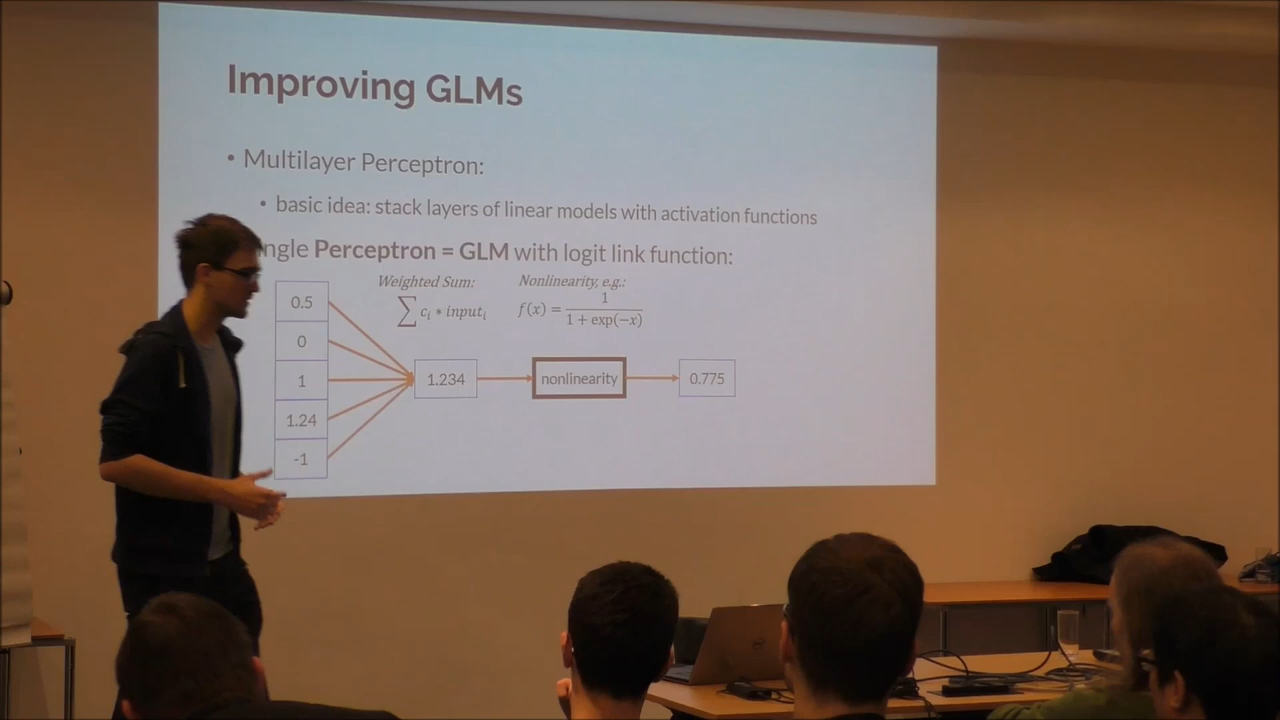 Improving GLMs
• Multilayer Perceptron:
• basic idea: stack layers of linear models with activation functions
ngle Perceptron = GLM with logit link function:
Weighted Sum:
∑ cᵢ * inputᵢ
Nonlinearity, e.g.:
f(x) = 1 / (1 + exp(−x))
0.5
0
1
1.24
-1
1.234
nonlinearity
0.775